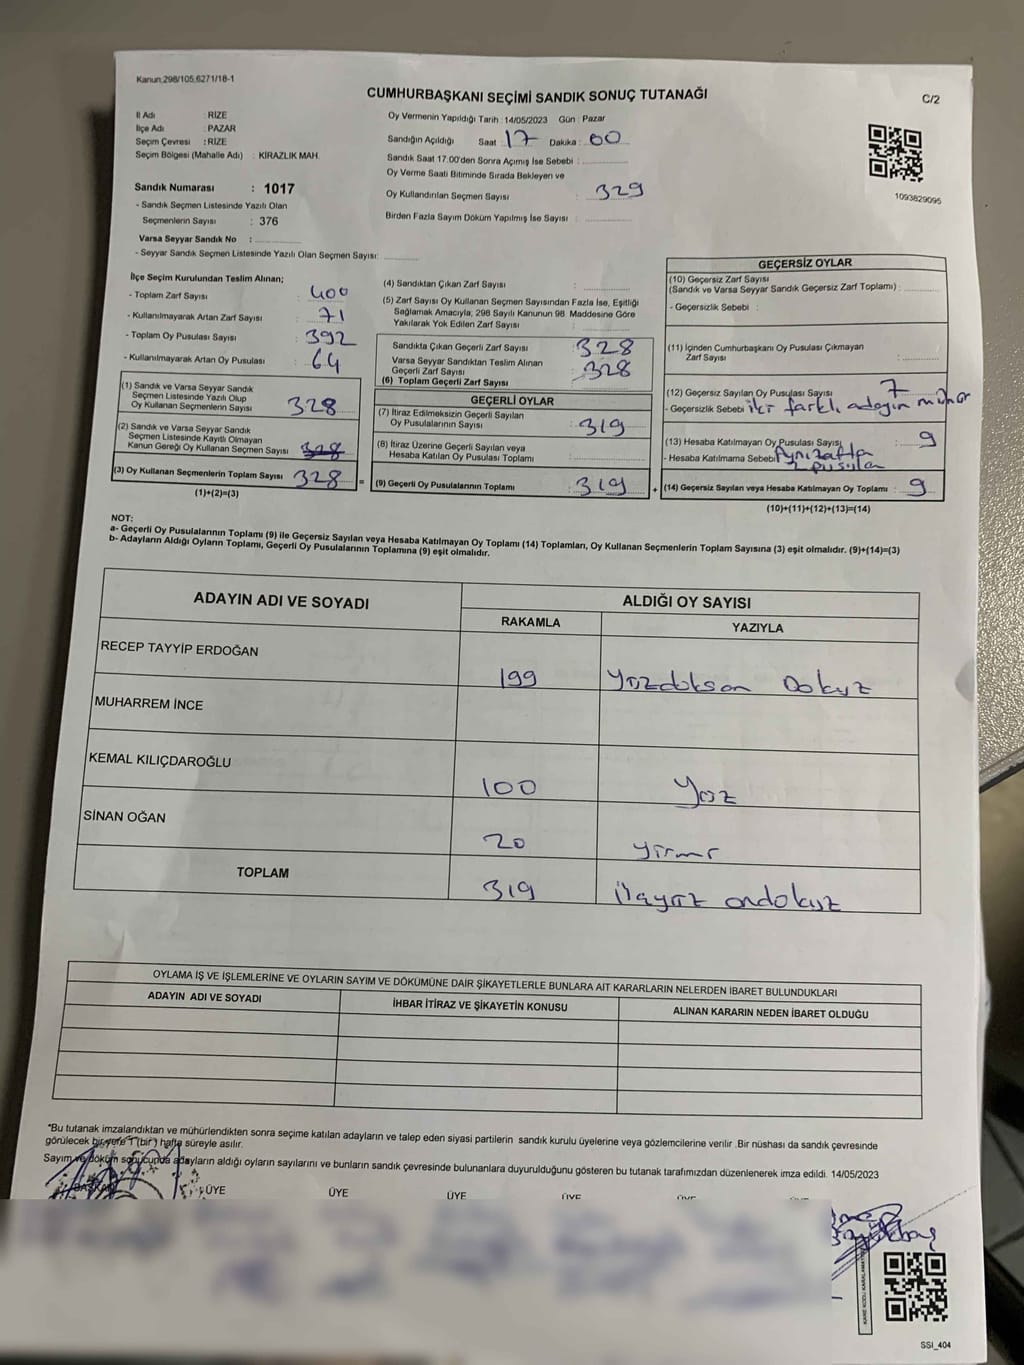 Kanun:298/105,6271/18-1
CUMHURBAŞKANI SEÇİMİ SANDIK SONUÇ TUTANAĞI
C/2
İl Adı : RİZE
İlçe Adı : PAZAR
Seçim Çevresi : RİZE
Seçim Bölgesi (Mahalle Adı) : KİRAZLIK MAH.
Sandık Numarası : 1017
- Sandık Seçmen Listesinde Yazılı Olan
Seçmenlerin Sayısı : 376
Varsa Seyyar Sandık No :
- Seyyar Sandık Seçmen Listesinde Yazılı Olan Seçmen Sayısı:
Oy Vermenin Yapıldığı Tarih : 14/05/2023 Gün : Pazar
Sandığın Açıldığı Saat 17 Dakika : 00
Sandık Saat 17:00'den Sonra Açımış İse Sebebi :
Oy Verme Saati Bitiminde Sırada Bekleyen ve
Oy Kullandırılan Seçmen Sayısı : 329
Birden Fazla Sayım Döküm Yapılmış İse Sayısı :
1093829095
İlçe Seçim Kurulundan Teslim Alınan;
- Toplam Zarf Sayısı : 400
- Kullanılmayarak Artan Zarf Sayısı : 71
- Toplam Oy Pusulası Sayısı : 392
- Kullanılmayarak Artan Oy Pusulası : 64
(1) Sandık ve Varsa Seyyar Sandık
Seçmen Listesinde Yazılı Olup
Oy Kullanan Seçmenlerin Sayısı 328
(2) Sandık ve Varsa Seyyar Sandık
Seçmen Listesinde Kayıtlı Olmayan
Kanun Gereği Oy Kullanan Seçmen Sayısı 328
(3) Oy Kullanan Seçmenlerin Toplam Sayısı 328 =
(1)+(2)=(3)
(4) Sandıktan Çıkan Zarf Sayısı :
(5) Zarf Sayısı Oy Kullanan Seçmen Sayısından Fazla İse, Eşitliği
Sağlamak Amacıyla, 298 Sayılı Kanunun 98. Maddesine Göre
Yakılarak Yok Edilen Zarf Sayısı :
Sandıkta Çıkan Geçerli Zarf Sayısı 328
Varsa Seyyar Sandıktan Teslim Alınan
Geçerli Zarf Sayısı 328
(6) Toplam Geçerli Zarf Sayısı
GEÇERLİ OYLAR
(7) İtiraz Edilmeksizin Geçerli Sayılan
Oy Pusulalarının Sayısı : 319
(8) İtiraz Üzerine Geçerli Sayılan veya
Hesaba Katılan Oy Pusulası Toplamı :
(9) Geçerli Oy Pusulalarının Toplamı : 319 +
GEÇERSİZ OYLAR
(10) Geçersiz Zarf Sayısı
(Sandık ve Varsa Seyyar Sandık Geçersiz Zarf Toplamı) :
- Geçersizlik Sebebi :
(11) İçinden Cumhurbaşkanı Oy Pusulası Çıkmayan
Zarf Sayısı :
(12) Geçersiz Sayılan Oy Pusulası Sayısı 7
- Geçersizlik Sebebi iki farklı adayın mühür
(13) Hesaba Katılmayan Oy Pusulası Sayısı : 9
- Hesaba Katılmama Sebebi Aynı zafta
2 pusula
(14) Geçersiz Sayılan veya Hesaba Katılmayan Oy Toplamı : 9
(10)+(11)+(12)+(13)=(14)
NOT:
a- Geçerli Oy Pusulalarının Toplamı (9) ile Geçersiz Sayılan veya Hesaba Katılmayan Oy Toplamı (14) Toplamları, Oy Kullanan Seçmenlerin Toplam Sayısına (3) eşit olmalıdır. (9)+(14)=(3)
b- Adayların Aldığı Oyların Toplamı, Geçerli Oy Pusulalarının Toplamına (9) eşit olmalıdır.
ADAYIN ADI VE SOYADI
ALDIĞI OY SAYISI
RAKAMLA YAZIYLA
RECEP TAYYİP ERDOĞAN 199 Yüzdoksan Dokuz
MUHARREM İNCE
KEMAL KILIÇDAROĞLU 100 Yüz
SİNAN OĞAN 20 yirmi
TOPLAM 319 üçyüz ondokuz
OYLAMA İŞ VE İŞLEMLERİNE VE OYLARIN SAYIM VE DÖKÜMÜNE DAİR ŞİKAYETLERLE BUNLARA AİT KARARLARIN NELERDEN İBARET BULUNDUKLARI
ADAYIN ADI VE SOYADI İHBAR İTİRAZ VE ŞİKAYETİN KONUSU ALINAN KARARIN NEDEN İBARET OLDUĞU
*Bu tutanak imzalandıktan ve mühürlendikten sonra seçime katılan adayların ve talep eden siyasi partilerin sandık kurulu üyelerine veya gözlemcilerine verilir .Bir nüshası da sandık çevresinde
görülecek bir yere 1 (bir) hafta süreyle asılır.
Sayım ve döküm sonucunda adayların aldığı oyların sayılarını ve bunların sandık çevresinde bulunanlara duyurulduğunu gösteren bu tutanak tarafımızdan düzenlenerek imza edildi. 14/05/2023
BAŞKAN ÜYE ÜYE ÜYE ÜYE ÜYE
SSI_404